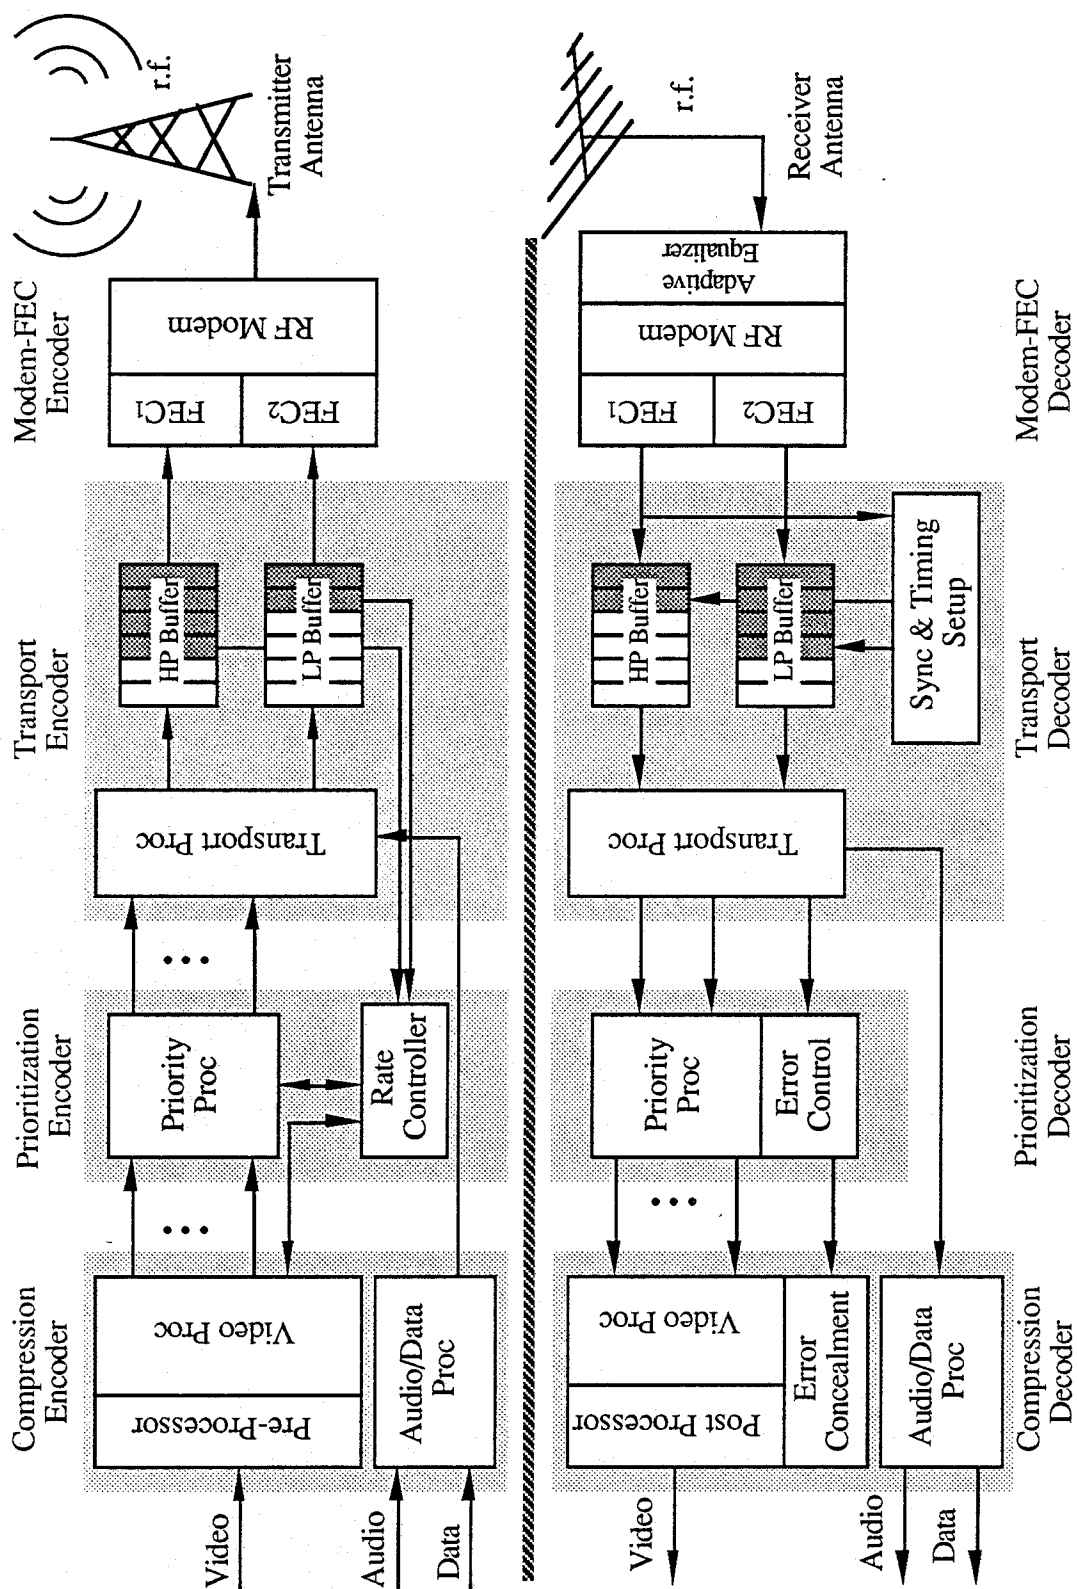 Compression
Encoder
Prioritization
Encoder
Transport
Encoder
Modem-FEC
Encoder
Video
Pre-Processor
Video Proc
Priority
Proc
Transport Proc
HP Buffer
LP Buffer
FEC1
FEC2
RF Modem
r.f.
Transmitter
Antenna
Audio
Data
Audio/Data
Proc
Rate
Controller
Video
Post Processor
Video Proc
Error
Concealment
Priority
Proc
Error
Control
Transport Proc
HP Buffer
LP Buffer
Sync & Timing
Setup
FEC1
FEC2
RF Modem
Adaptive
Equalizer
r.f.
Receiver
Antenna
Audio
Data
Audio/Data
Proc
Compression
Decoder
Prioritization
Decoder
Transport
Decoder
Modem-FEC
Decoder